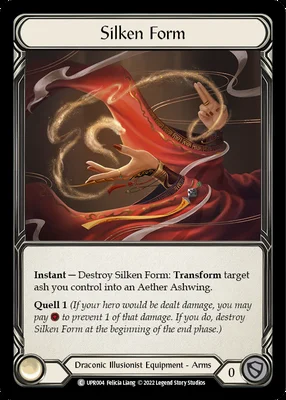 Silken Form
Instant — Destroy Silken Form: Transform target
ash you control into an Aether Ashwing.
Quell 1 (If your hero would be dealt damage, you may
pay to prevent 1 of that damage. If you do, destroy
Silken Form at the beginning of the end phase.)
Draconic Illusionist Equipment - Arms
0
C UPR004 Felicia Liang © 2022 Legend Story Studios